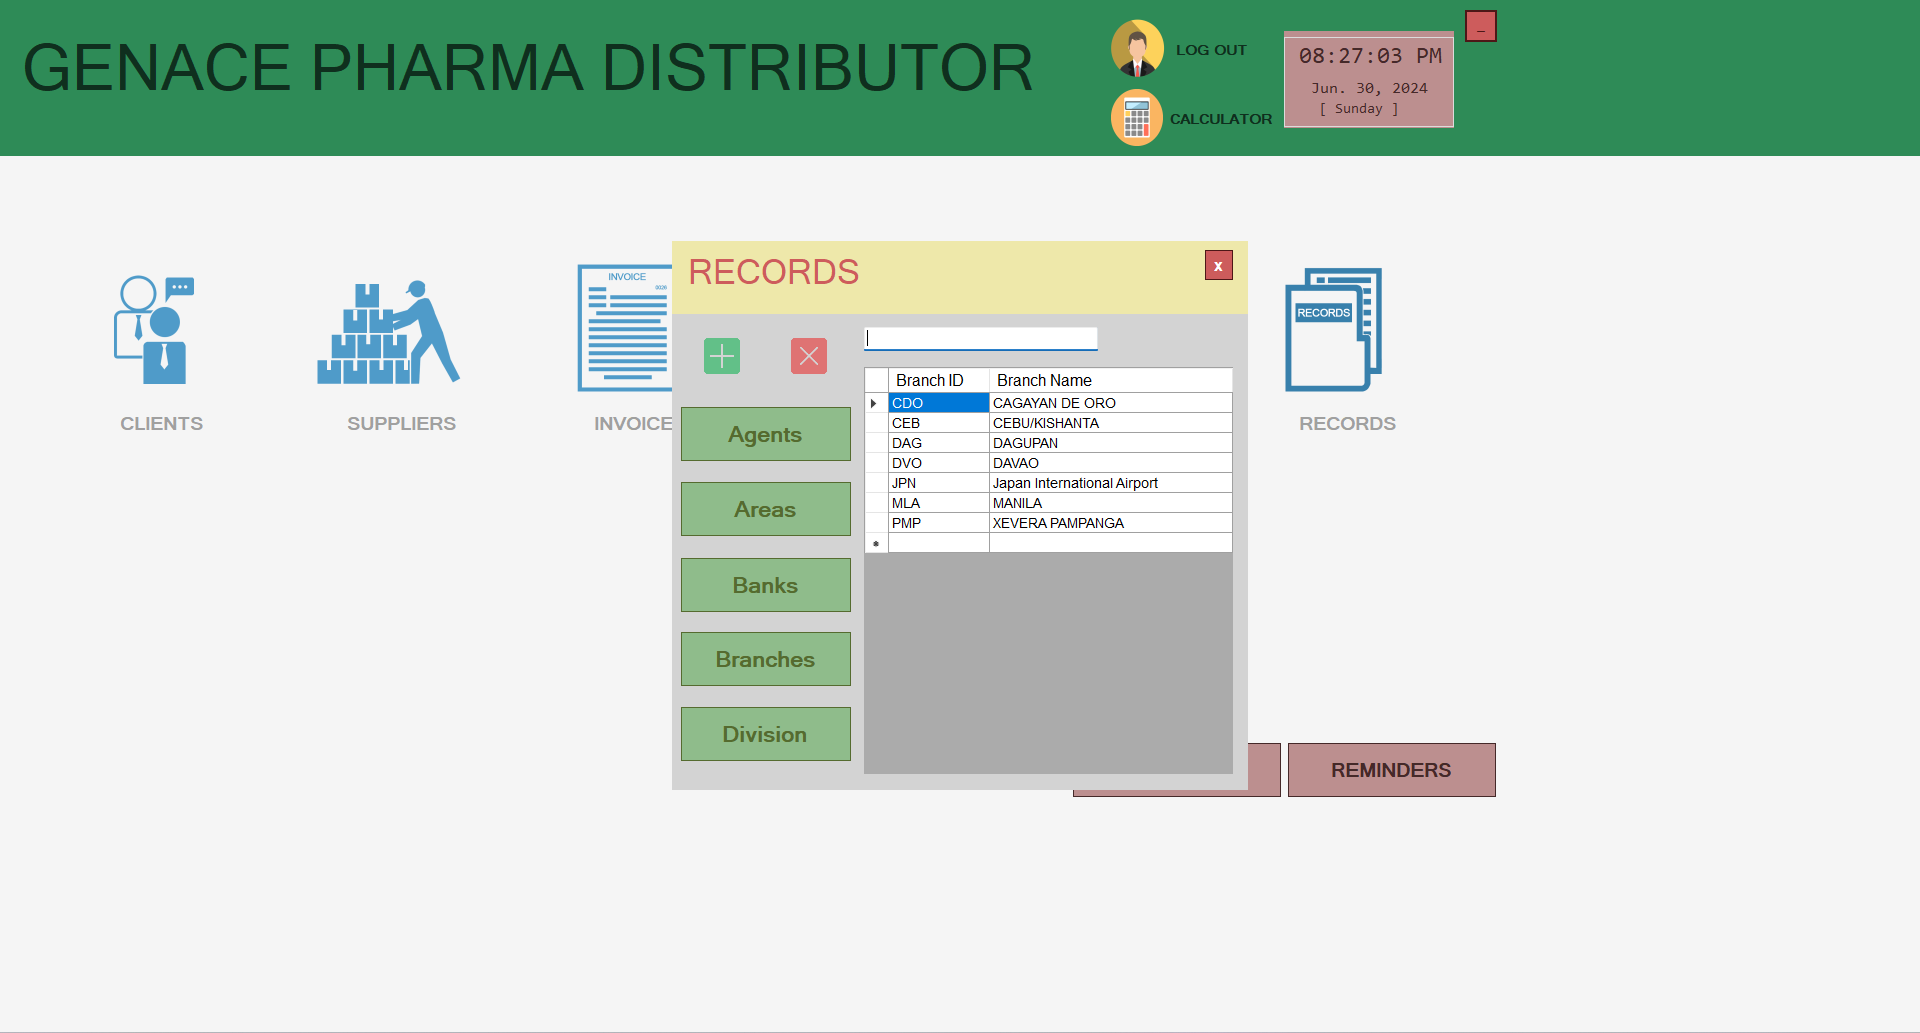 GENACE PHARMA DISTRIBUTOR
LOG OUT
CALCULATOR
08:27:03 PM
Jun. 30, 2024
[ Sunday ]
_
RECORDS
x
INVOICE
0026
RECORDS
CLIENTS
SUPPLIERS
INVOICE
RECORDS
Agents
Areas
Banks
Branches
Division
Branch ID Branch Name
CDO CAGAYAN DE ORO
CEB CEBU/KISHANTA
DAG DAGUPAN
DVO DAVAO
JPN Japan International Airport
MLA MANILA
PMP XEVERA PAMPANGA
REMINDERS